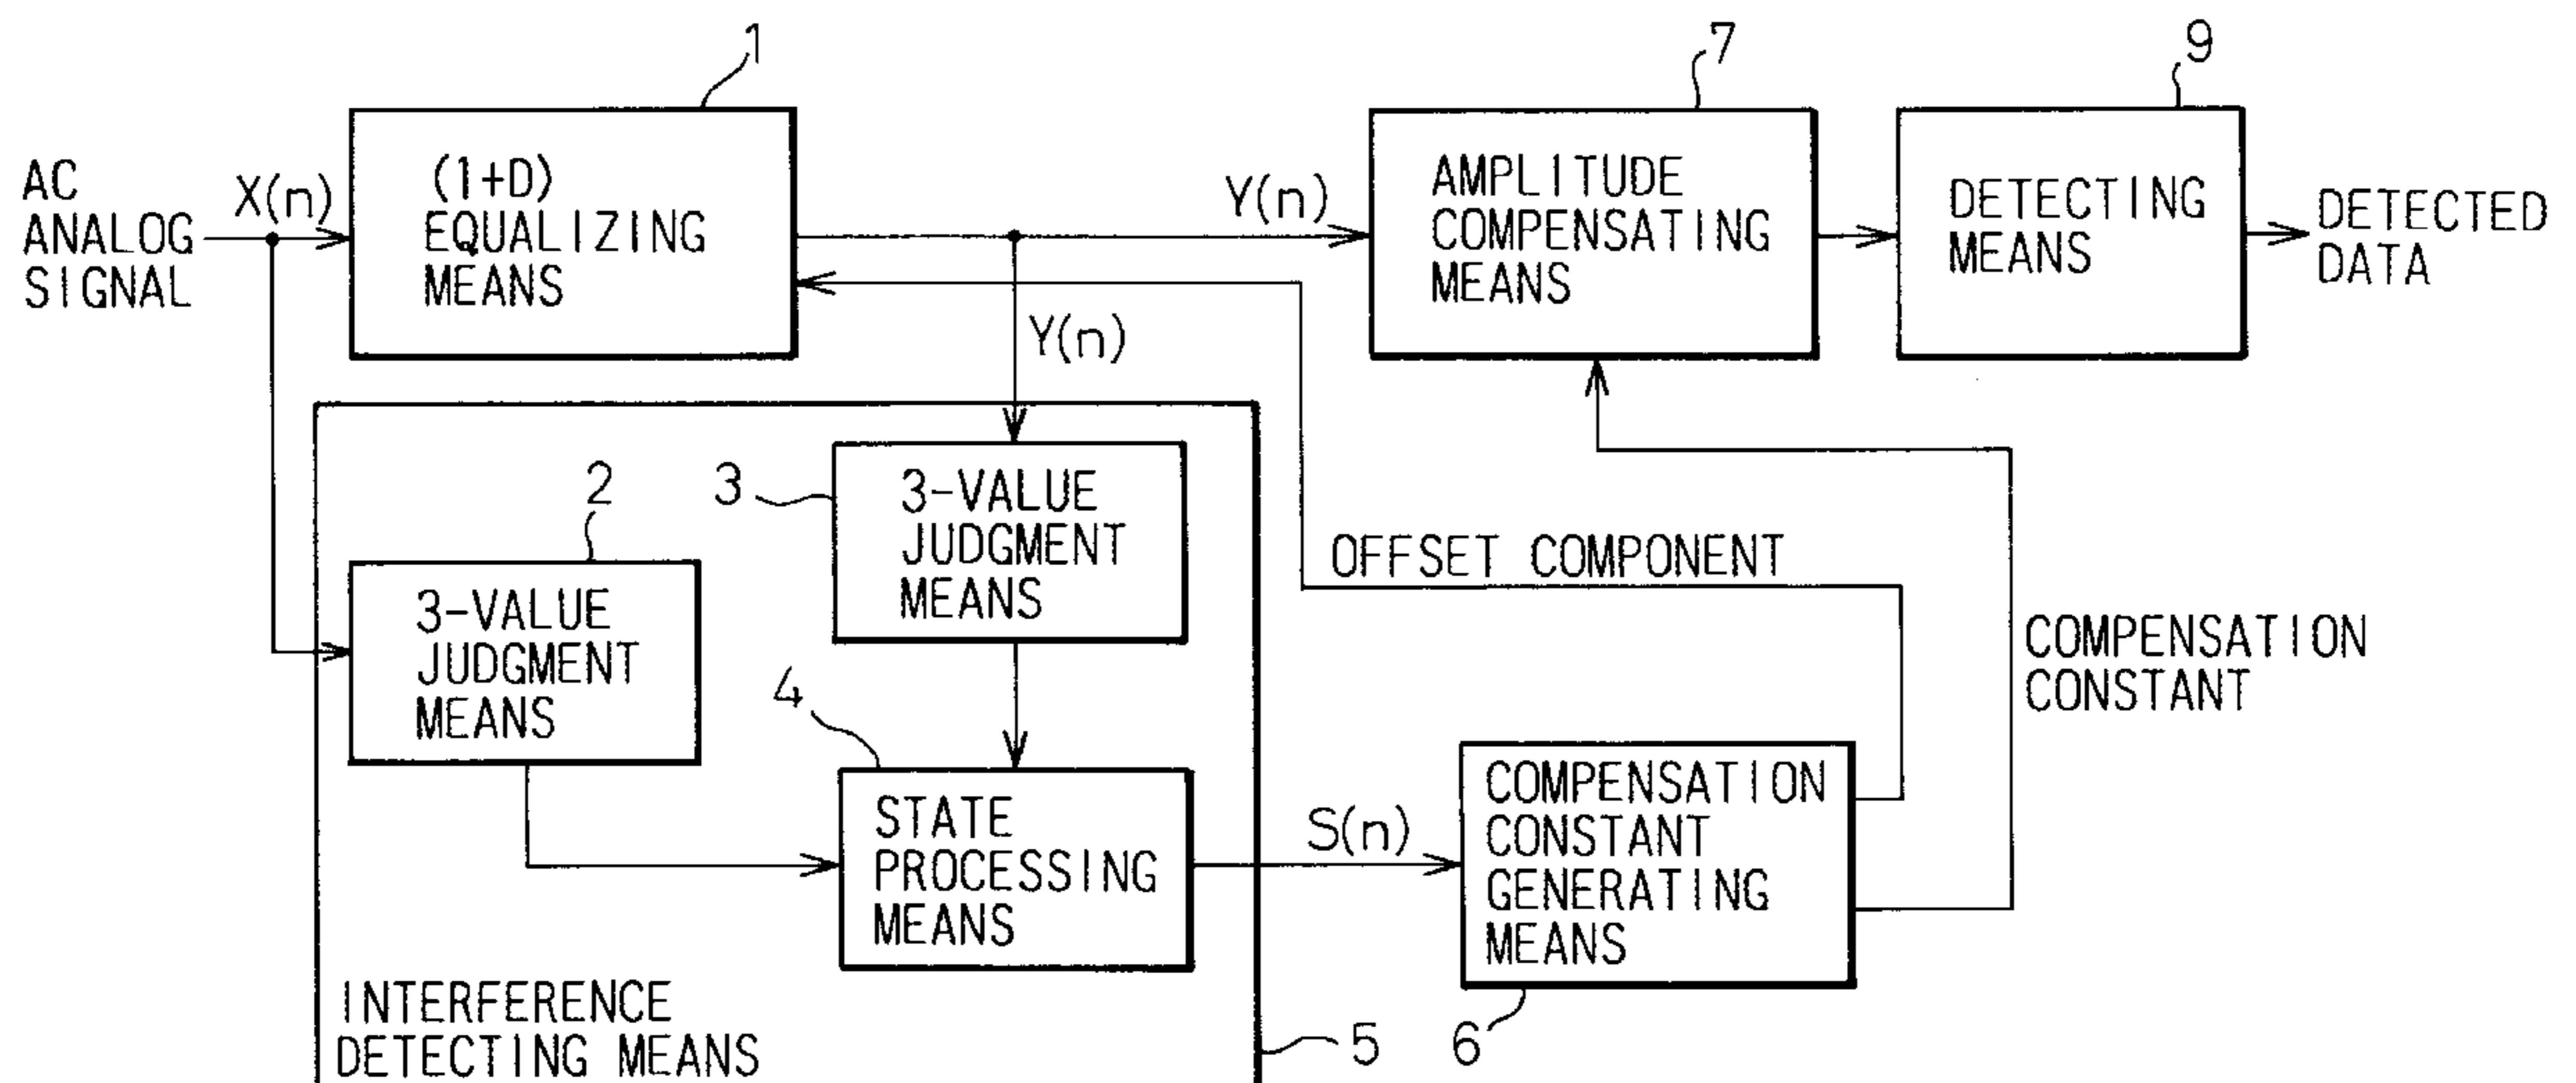 1
7
9
AC
ANALOG
SIGNAL
X(n)
(1+D)
EQUALIZING
MEANS
Y(n)
AMPLITUDE
COMPENSATING
MEANS
DETECTING
MEANS
DETECTED
DATA
Y(n)
2
3-VALUE
JUDGMENT
MEANS
3
3-VALUE
JUDGMENT
MEANS
OFFSET COMPONENT
COMPENSATION
CONSTANT
4
STATE
PROCESSING
MEANS
S(n)
COMPENSATION
CONSTANT
GENERATING
MEANS
INTERFERENCE
DETECTING MEANS
5
6